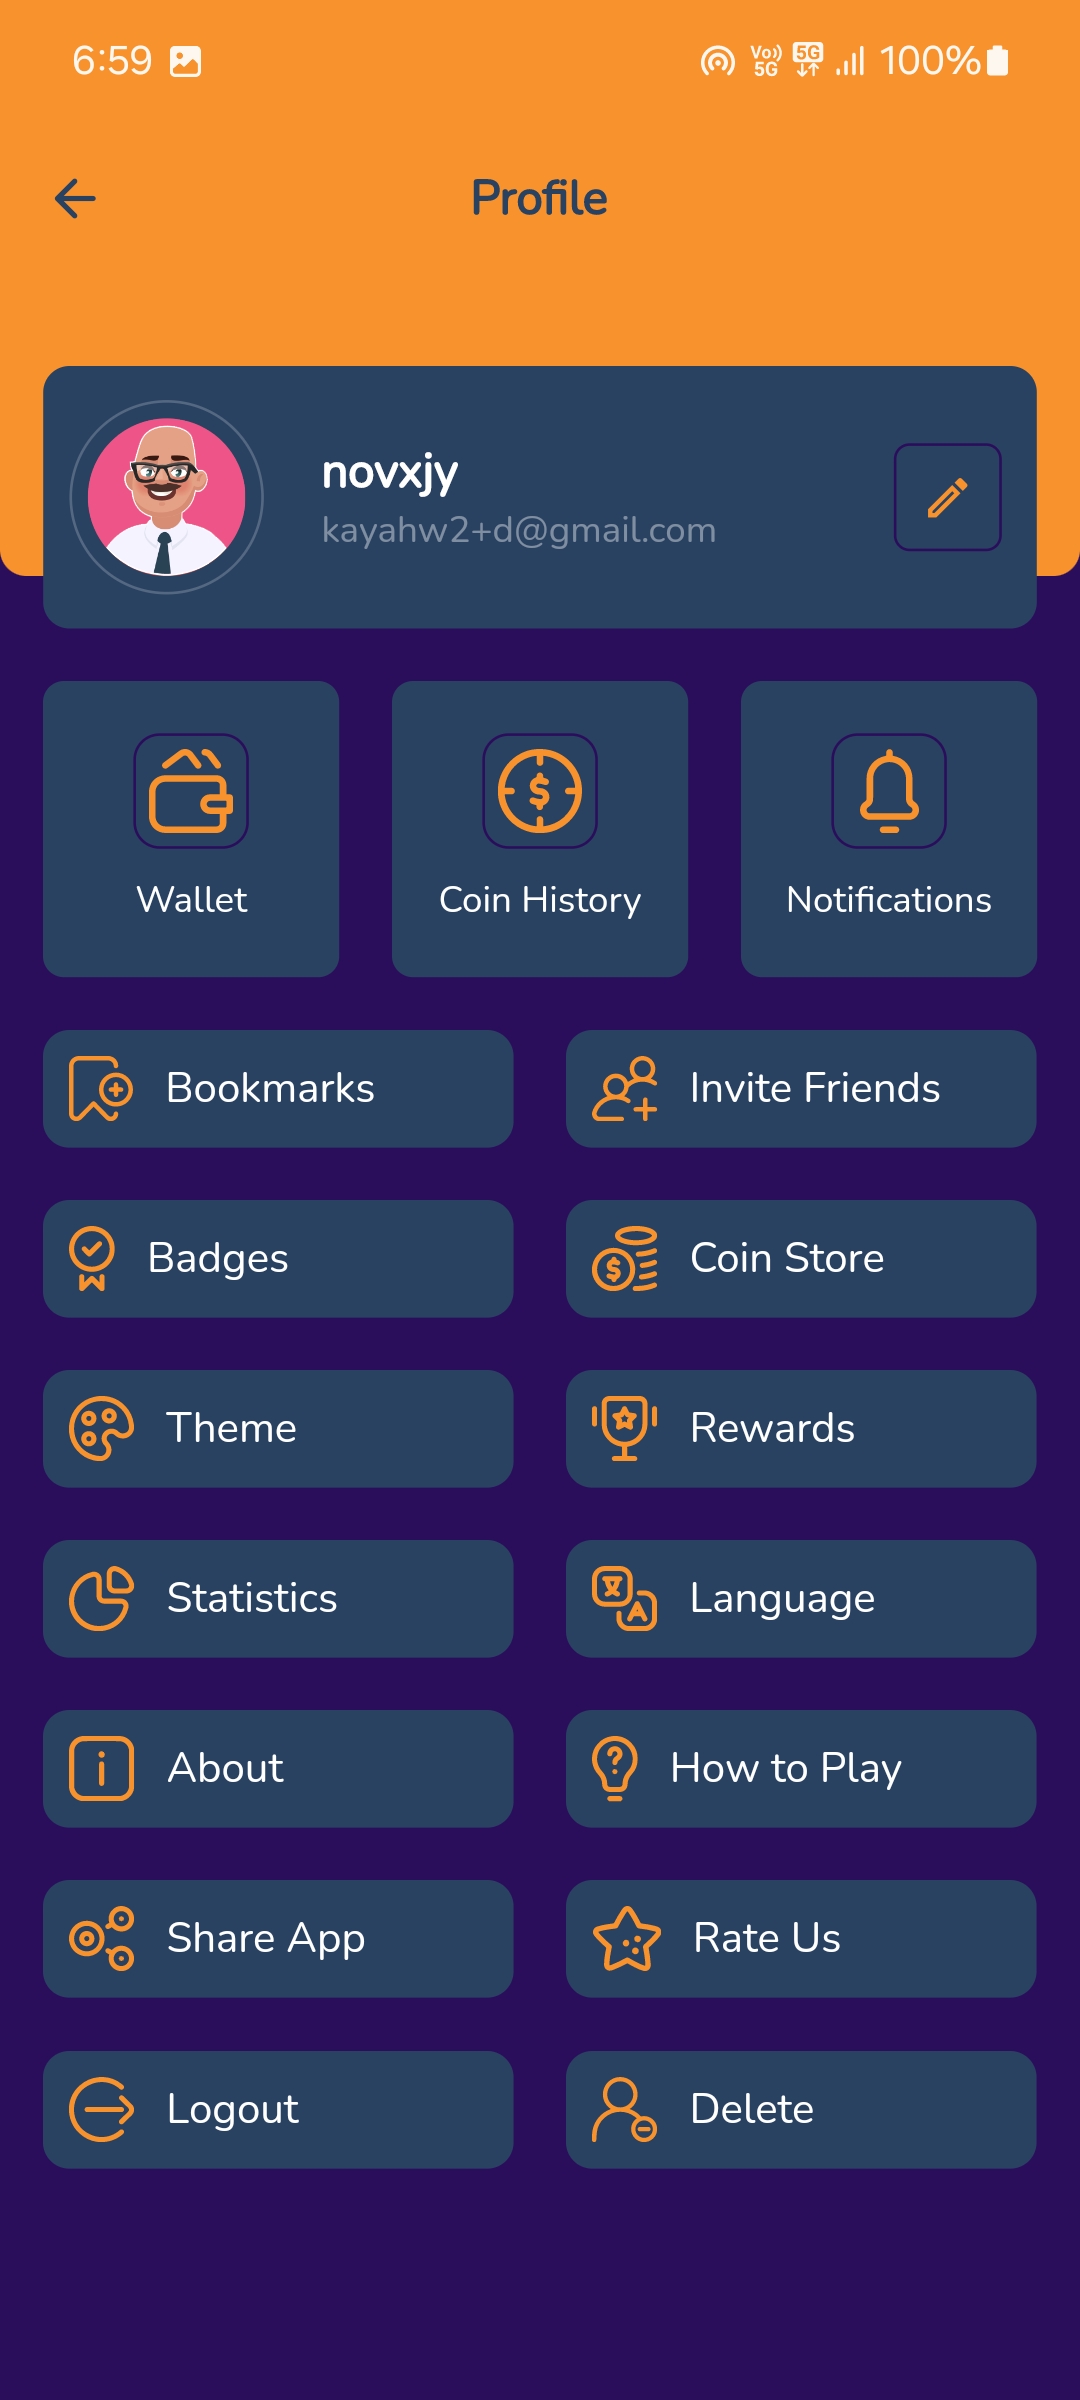 6:59 Vo)) 5G 5G 100%
Profile
novxjy
kayahw2+d@gmail.com
Wallet Coin History Notifications
Bookmarks Invite Friends
Badges Coin Store
Theme Rewards
Statistics Language
About How to Play
Share App Rate Us
Logout Delete